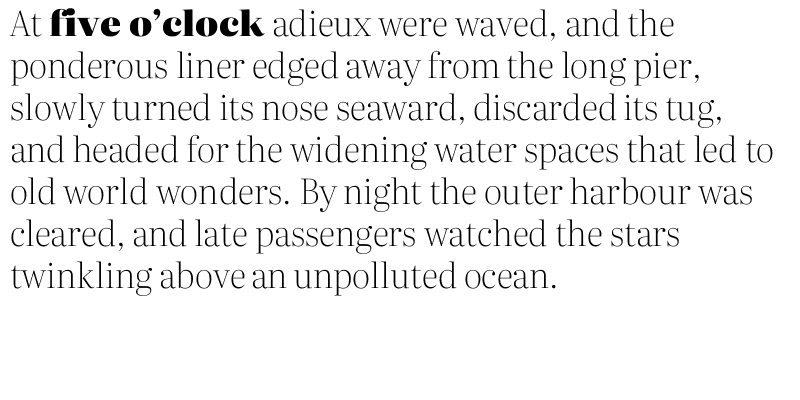 At five o’clock adieux were waved, and the
ponderous liner edged away from the long pier,
slowly turned its nose seaward, discarded its tug,
and headed for the widening water spaces that led to
old world wonders. By night the outer harbour was
cleared, and late passengers watched the stars
twinkling above an unpolluted ocean.